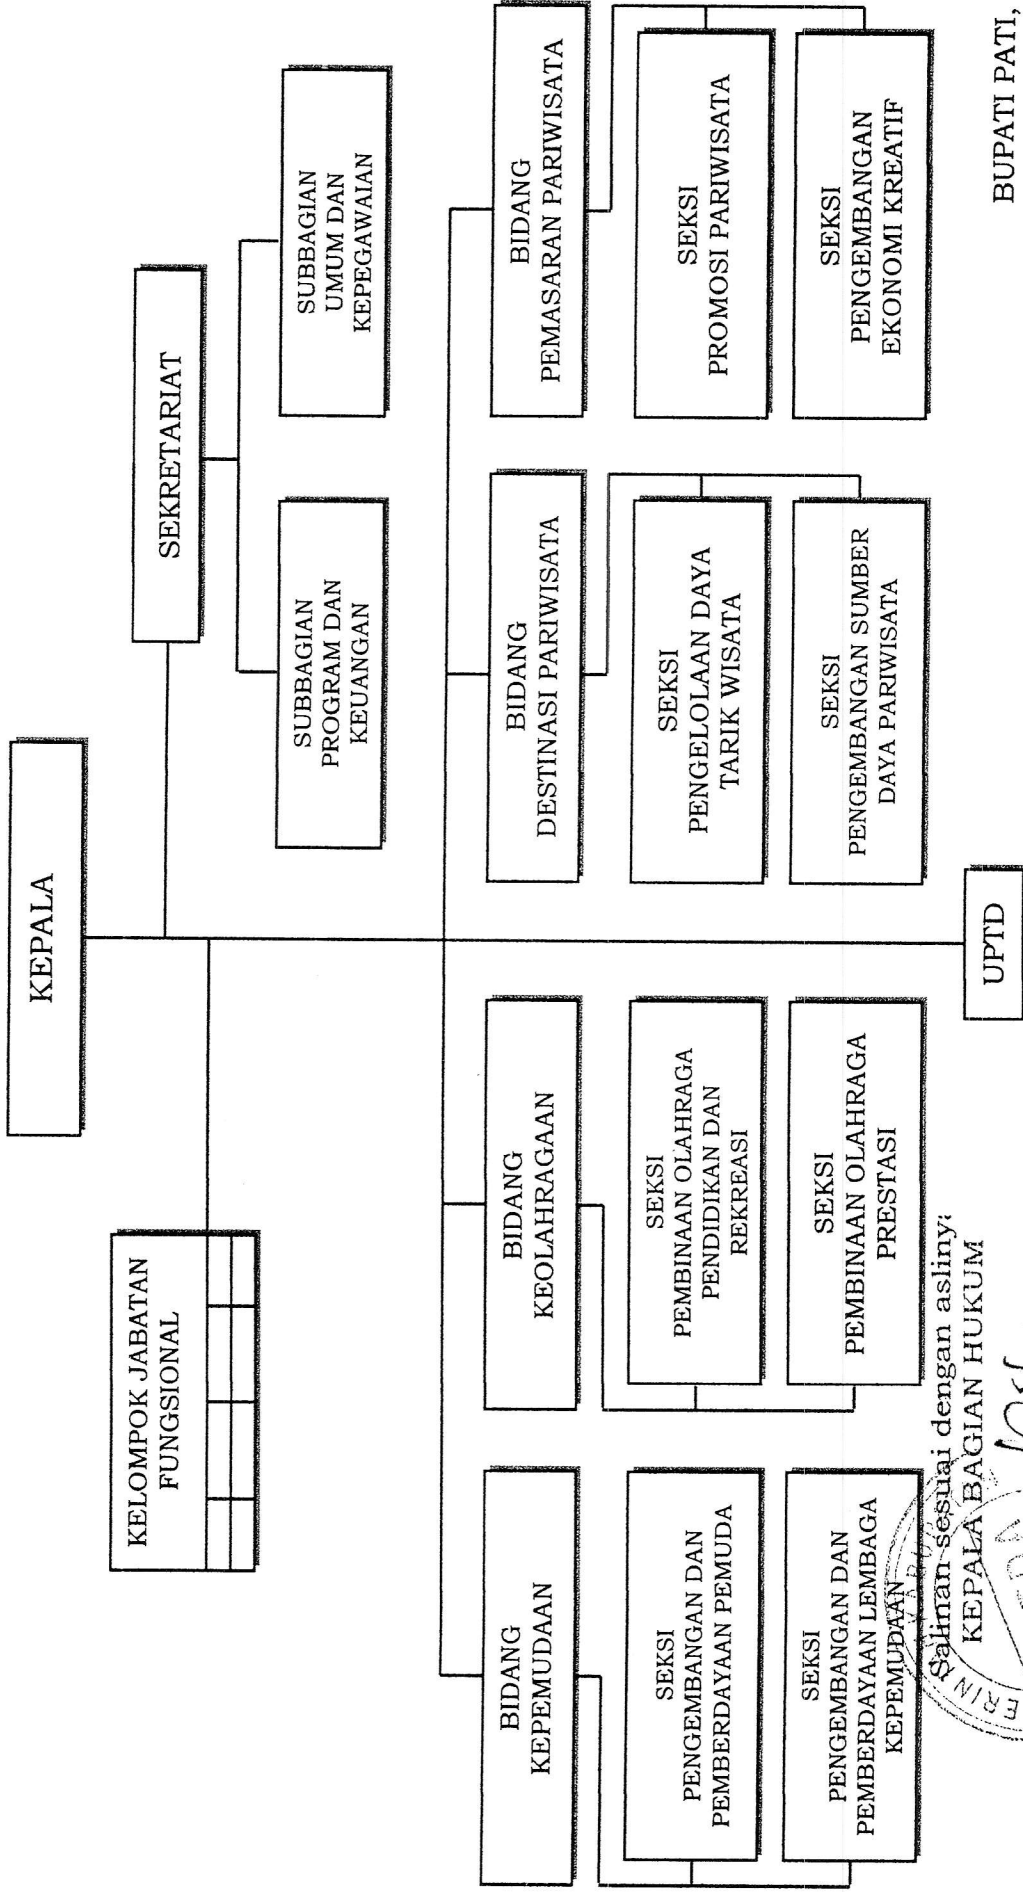 KEPALA
KELOMPOK JABATAN
FUNGSIONAL
SEKRETARIAT
SUBBAGIAN
PROGRAM DAN
KEUANGAN
SUBBAGIAN
UMUM DAN
KEPEGAWAIAN
BIDANG
KEPEMUDAAN
BIDANG
KEOLAHRAGAAN
BIDANG
DESTINASI PARIWISATA
BIDANG
PEMASARAN PARIWISATA
SEKSI
PENGEMBANGAN DAN
PEMBERDAYAAN PEMUDA
SEKSI
PEMBINAAN OLAHRAGA
PENDIDIKAN DAN
REKREASI
SEKSI
PENGELOLAAN DAYA
TARIK WISATA
SEKSI
PROMOSI PARIWISATA
SEKSI
PENGEMBANGAN DAN
PEMBERDAYAAN LEMBAGA
KEPEMUDAAN
SEKSI
PEMBINAAN OLAHRAGA
PRESTASI
SEKSI
PENGEMBANGAN SUMBER
DAYA PARIWISATA
SEKSI
PENGEMBANGAN
EKONOMI KREATIF
UPTD
Salinan sesuai dengan asliny
KEPALA BAGIAN HUKUM
BUPATI PATI,